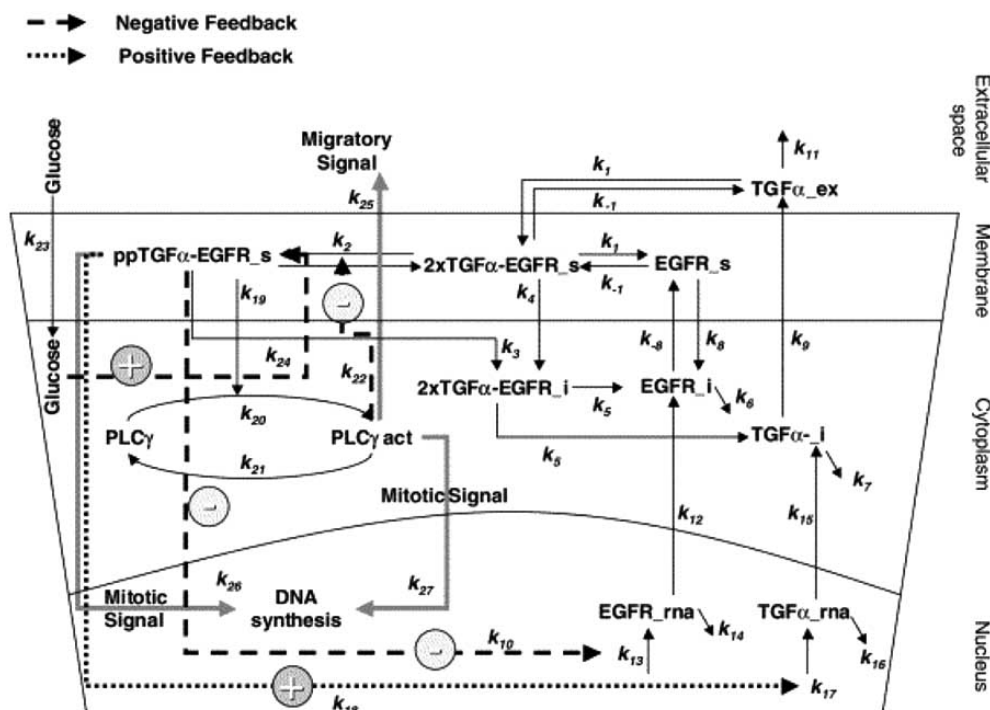 Negative Feedback
Positive Feedback
Extracellular
space
Migratory
Signal
k11
k1
TGFα_ex
Glucose
k-1
k25
k23
Membrane
k2
k1
ppTGFα-EGFR_s
2xTGFα-EGFR_s
EGFR_s
k-1
k19
k4
-
k-8
k8
k9
k3
Glucose
+
k24
k22
2xTGFα-EGFR_i
EGFR_i
k6
k5
k20
Cytoplasm
PLCγ
PLCγ act
TGFα-_i
k5
k21
k7
Mitotic Signal
-
k12
k15
k26
k27
Mitotic
Signal
DNA
synthesis
EGFR_rna
TGFα_rna
k14
Nucleus
-
k10
k13
k16
+
k17